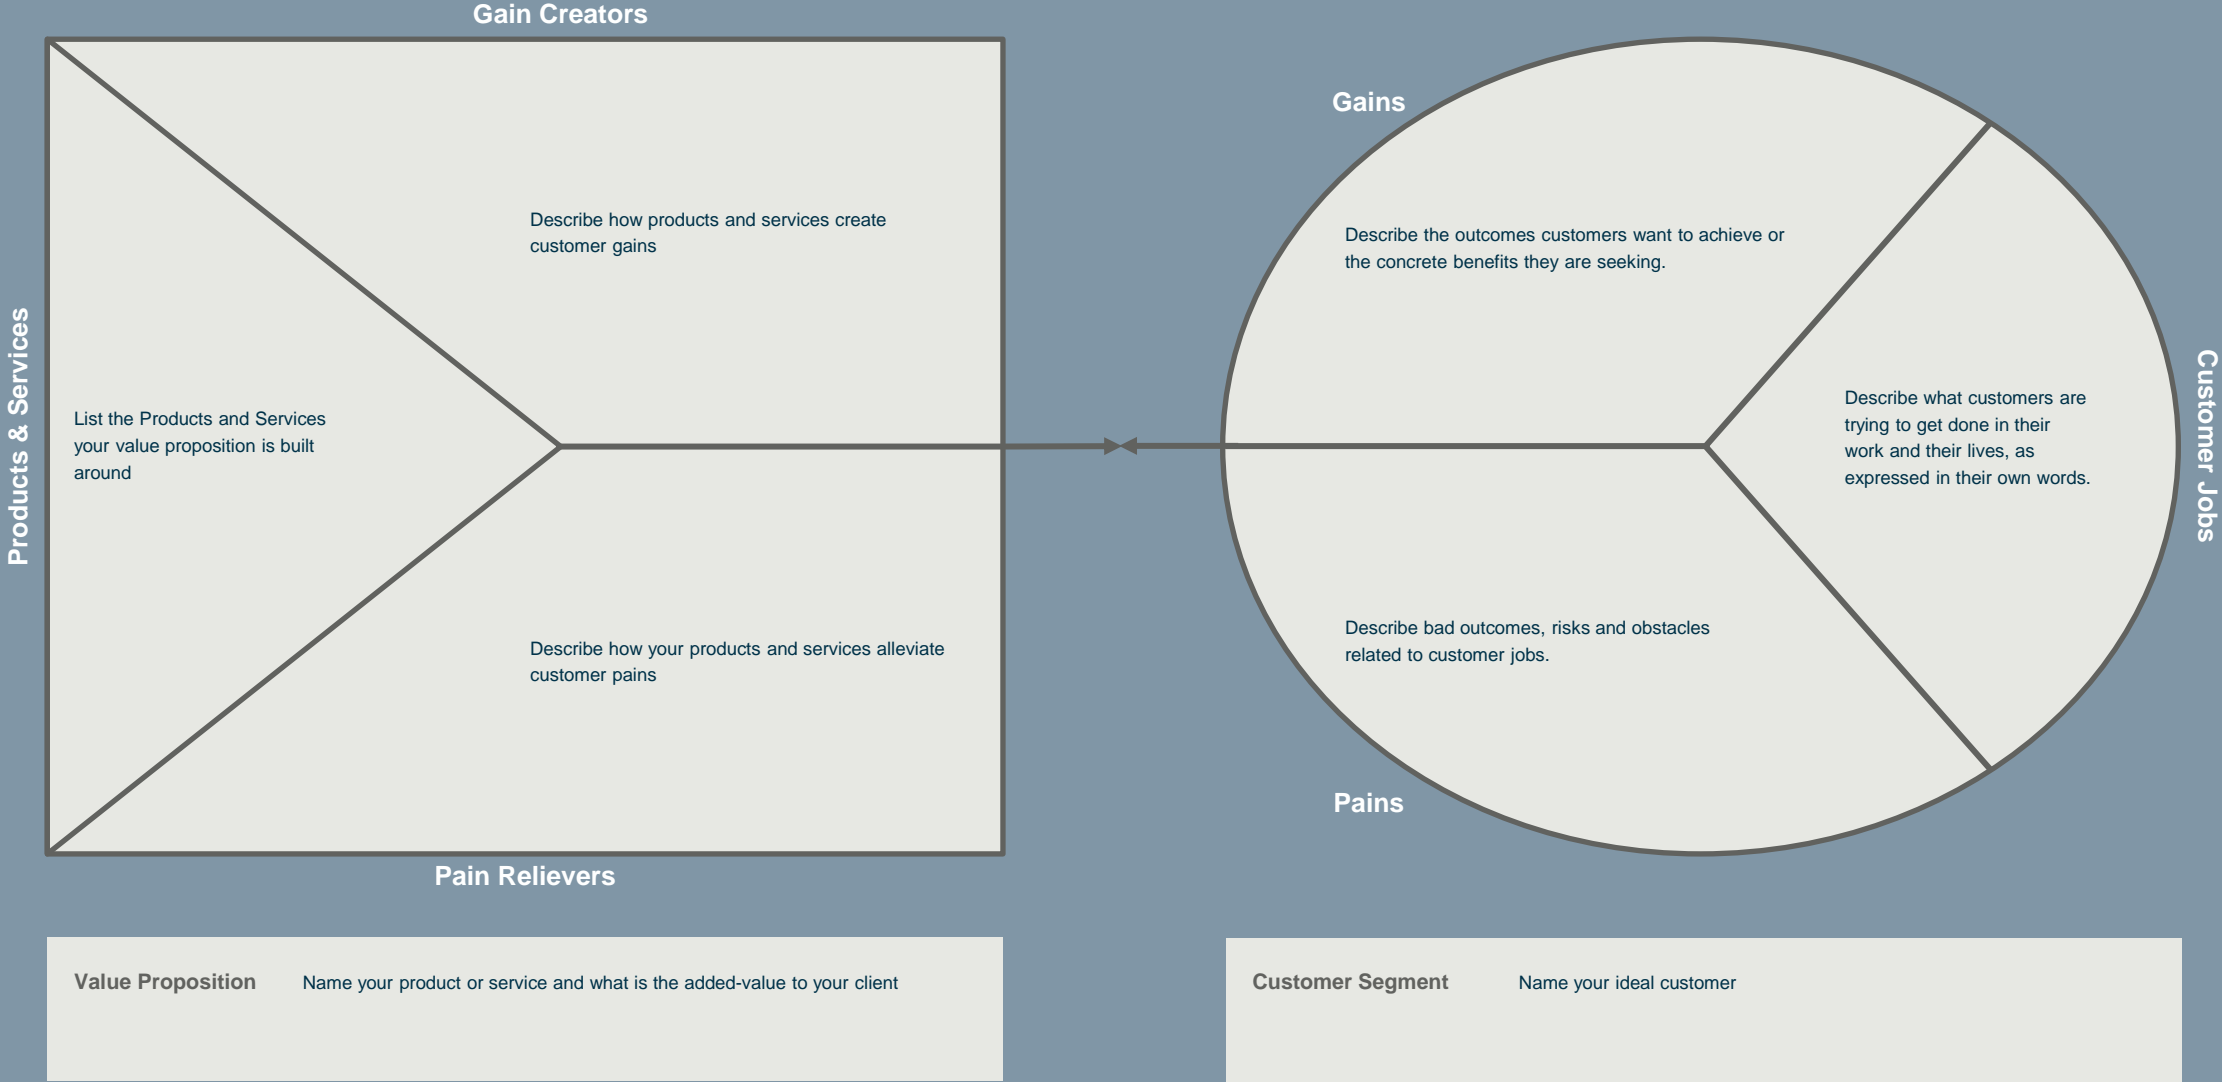 Gain Creators
Products & Services
List the Products and Services
your value proposition is built
around
Describe how products and services create
customer gains
Describe how your products and services alleviate
customer pains
Pain Relievers
Gains
Describe the outcomes customers want to achieve or
the concrete benefits they are seeking.
Describe what customers are
trying to get done in their
work and their lives, as
expressed in their own words.
Customer Jobs
Describe bad outcomes, risks and obstacles
related to customer jobs.
Pains
Value Proposition Name your product or service and what is the added-value to your client
Customer Segment Name your ideal customer